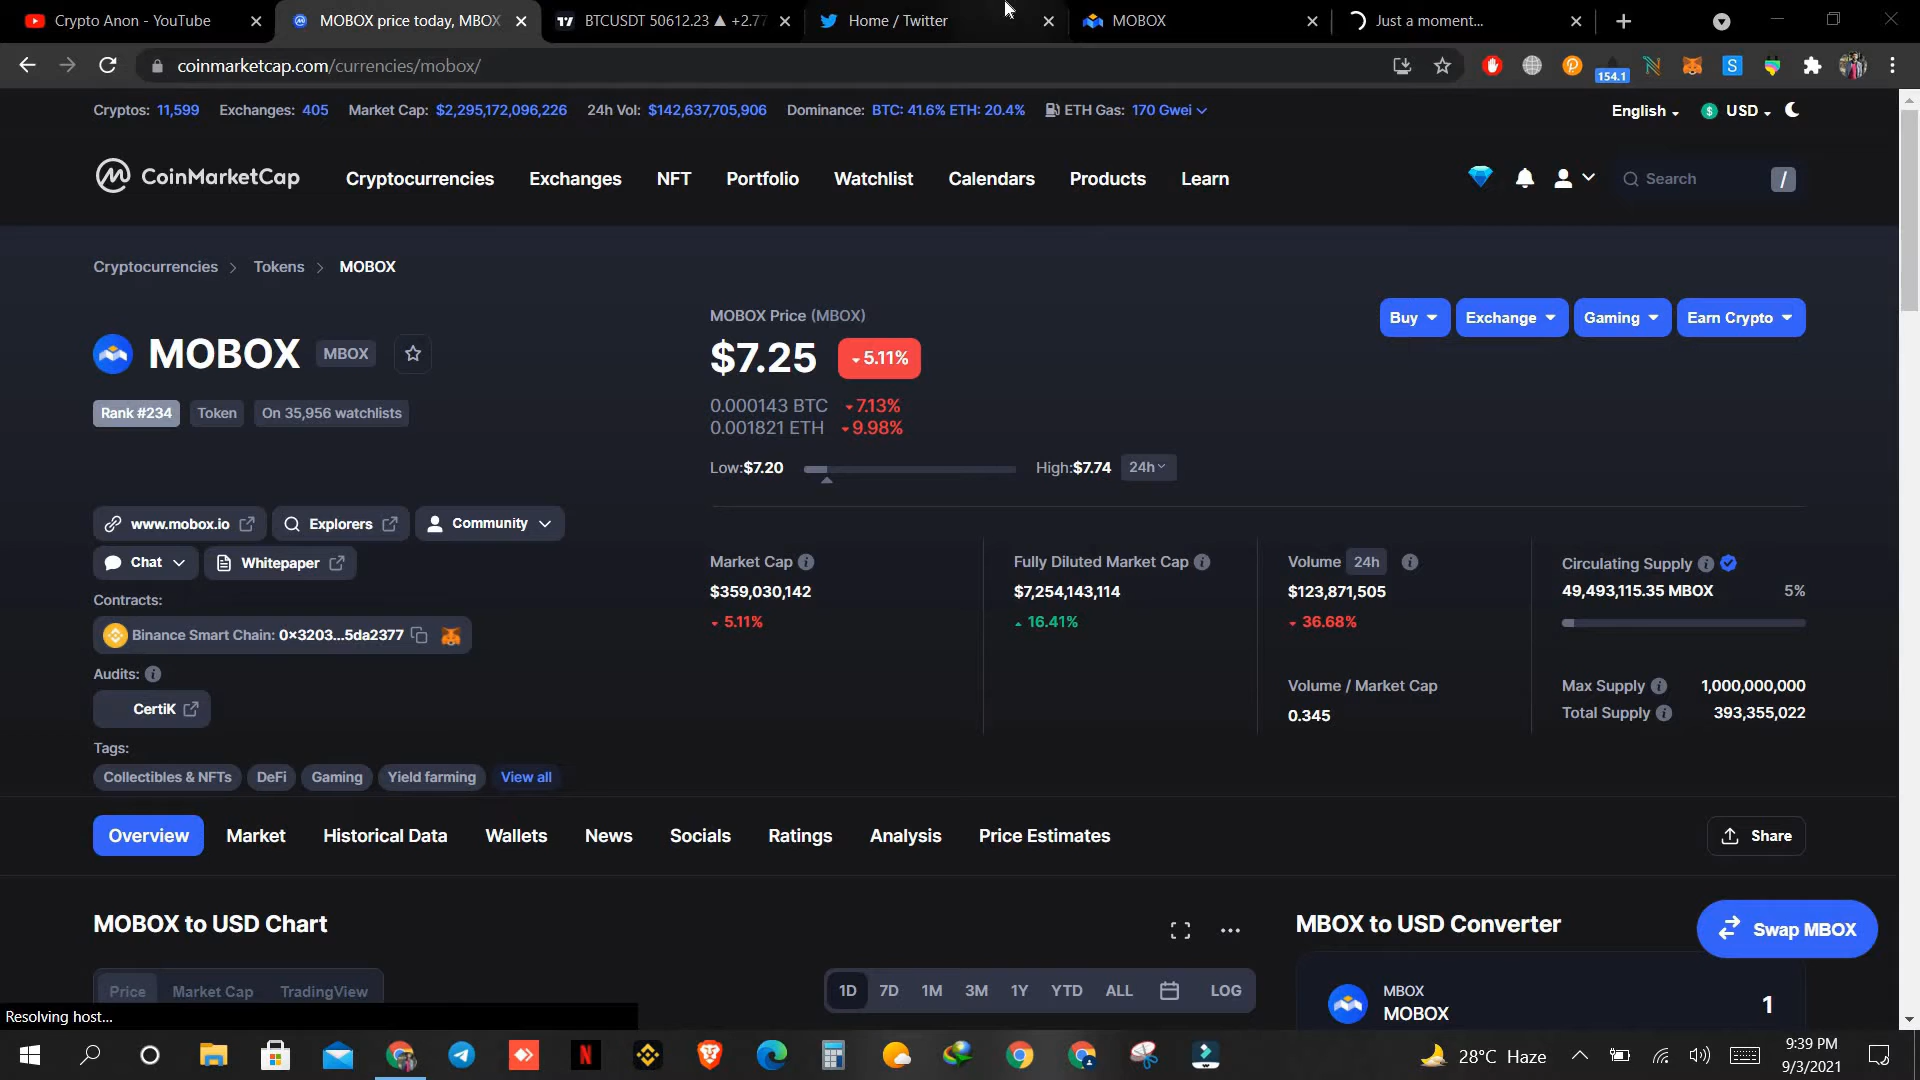 Crypto Anon - YouTube
MOBOX price today, MBOX
BTCUSDT 50612.23 ▲ +2.77
Home / Twitter
MOBOX
Just a moment...
coinmarketcap.com/currencies/mobox/
154.1
Cryptos: 11,599 Exchanges: 405 Market Cap: $2,295,172,096,226 24h Vol: $142,637,705,906 Dominance: BTC: 41.6% ETH: 20.4% ETH Gas: 170 Gwei
English USD
CoinMarketCap
Cryptocurrencies Exchanges NFT Portfolio Watchlist Calendars Products Learn
Search /
Cryptocurrencies > Tokens > MOBOX
MOBOX MBOX
Rank #234 Token On 35,956 watchlists
MOBOX Price (MBOX)
$7.25 5.11%
0.000143 BTC 7.13%
0.001821 ETH 9.98%
Low:$7.20 High:$7.74 24h
Buy Exchange Gaming Earn Crypto
www.mobox.io Explorers Community
Chat Whitepaper
Contracts:
Binance Smart Chain: 0x3203...5da2377
Audits:
CertiK
Tags:
Collectibles & NFTs DeFi Gaming Yield farming View all
Market Cap
$359,030,142
5.11%
Fully Diluted Market Cap
$7,254,143,114
16.41%
Volume 24h
$123,871,505
36.68%
Volume / Market Cap
0.345
Circulating Supply
49,493,115.35 MBOX 5%
Max Supply 1,000,000,000
Total Supply 393,355,022
Overview Market Historical Data Wallets News Socials Ratings Analysis Price Estimates
Share
MOBOX to USD Chart
Price Market Cap TradingView
1D 7D 1M 3M 1Y YTD ALL LOG
MBOX to USD Converter
Swap MBOX
MBOX
MOBOX
1
Resolving host...
28°C Haze
9:39 PM
9/3/2021